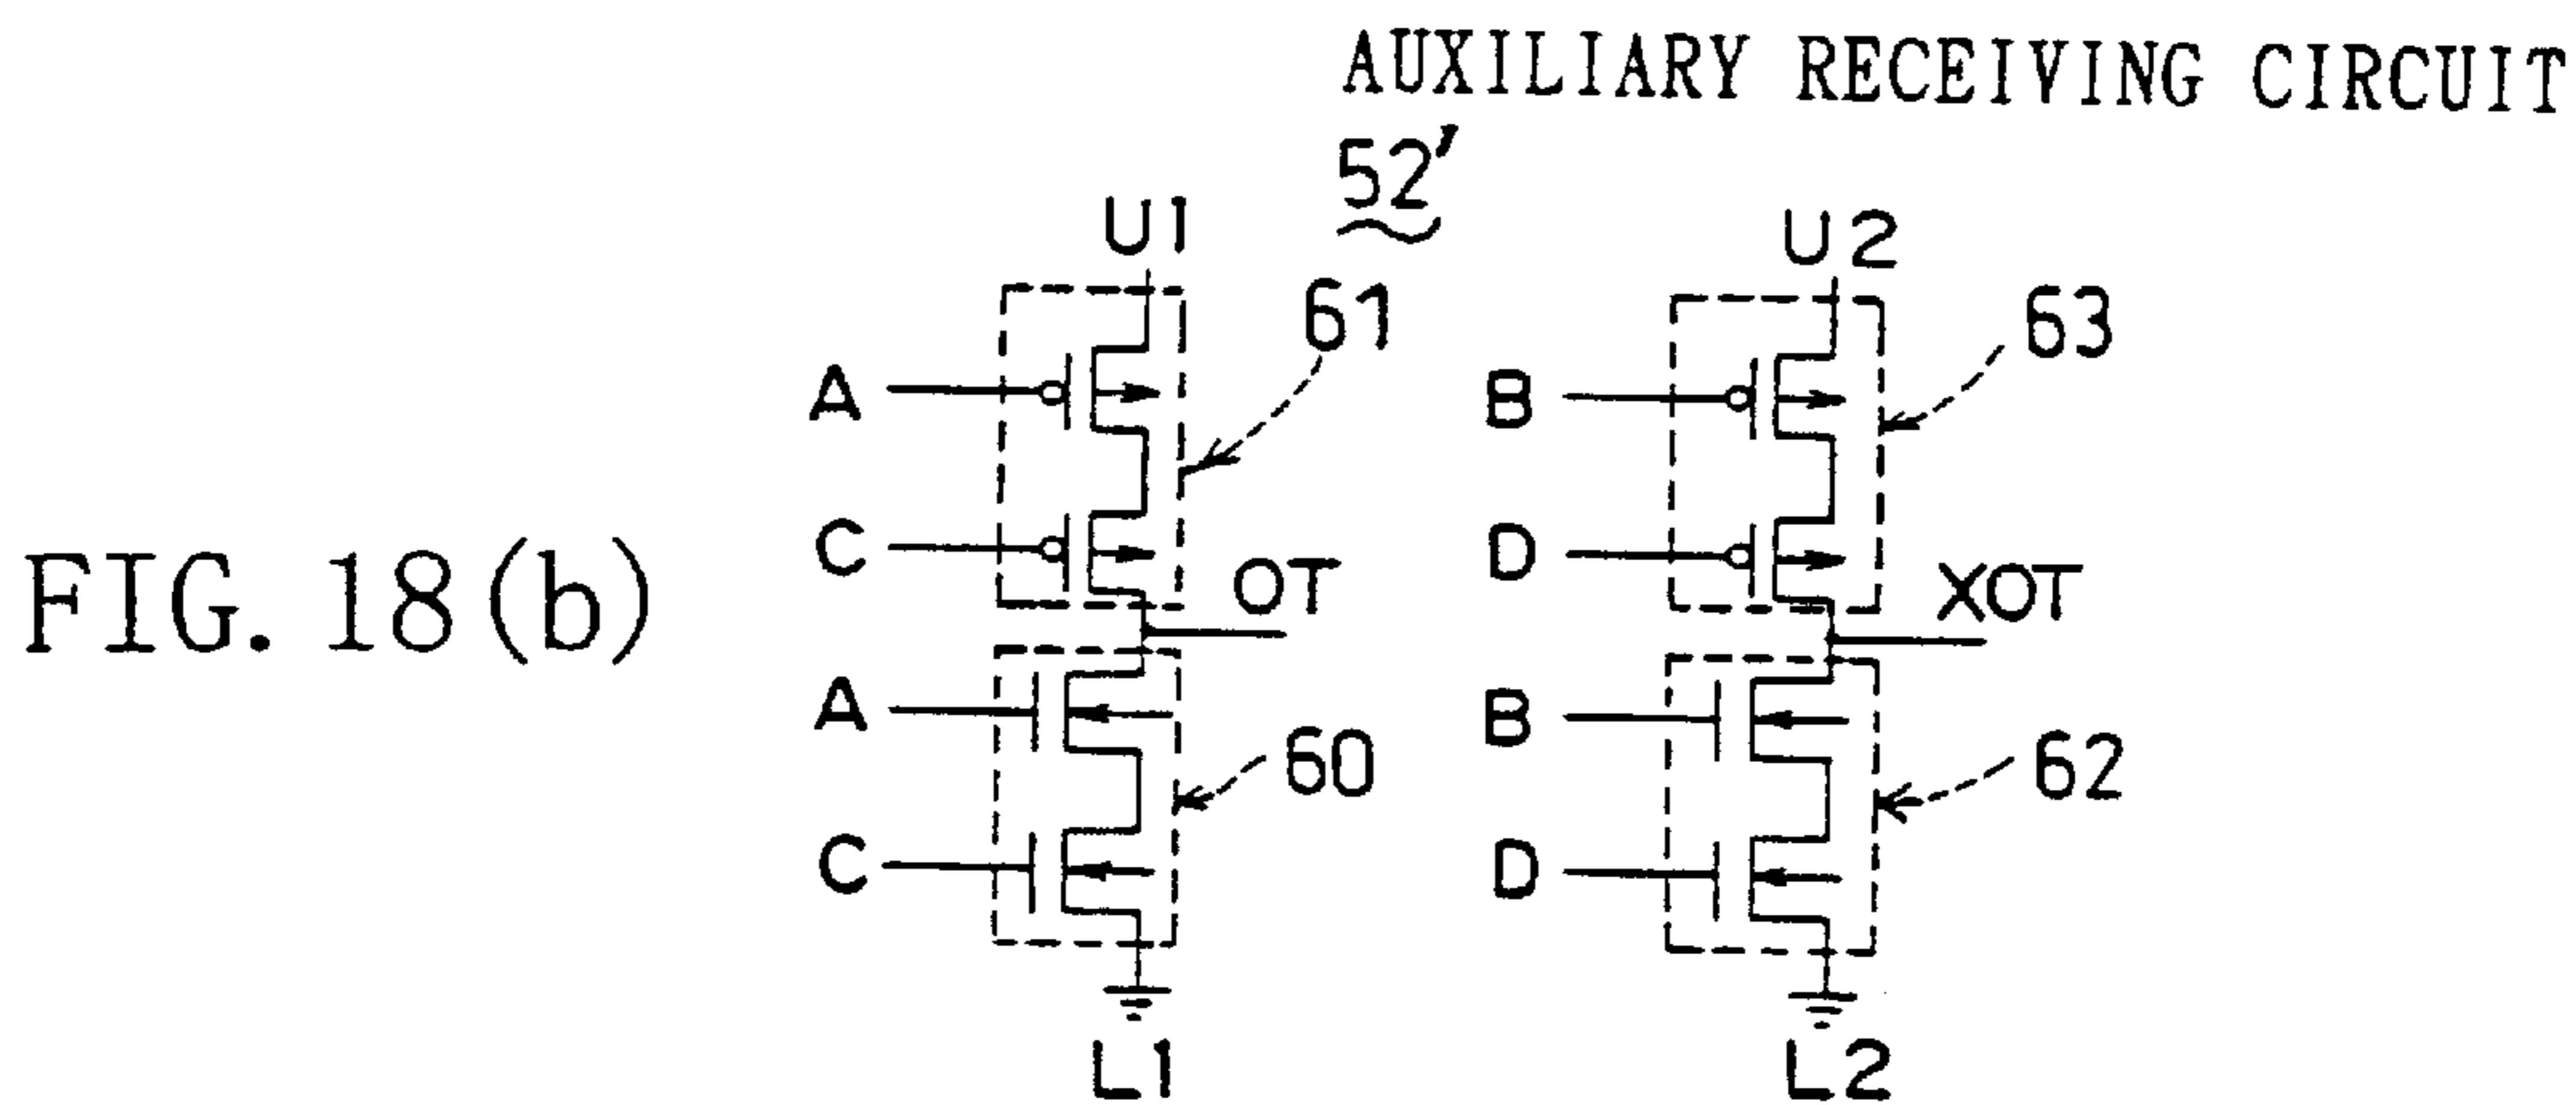 AUXILIARY RECEIVING CIRCUIT
52'
U1
U2
61
63
A
B
C
D
OT
XOT
FIG. 18(b)
A
B
60
62
C
D
L1
L2